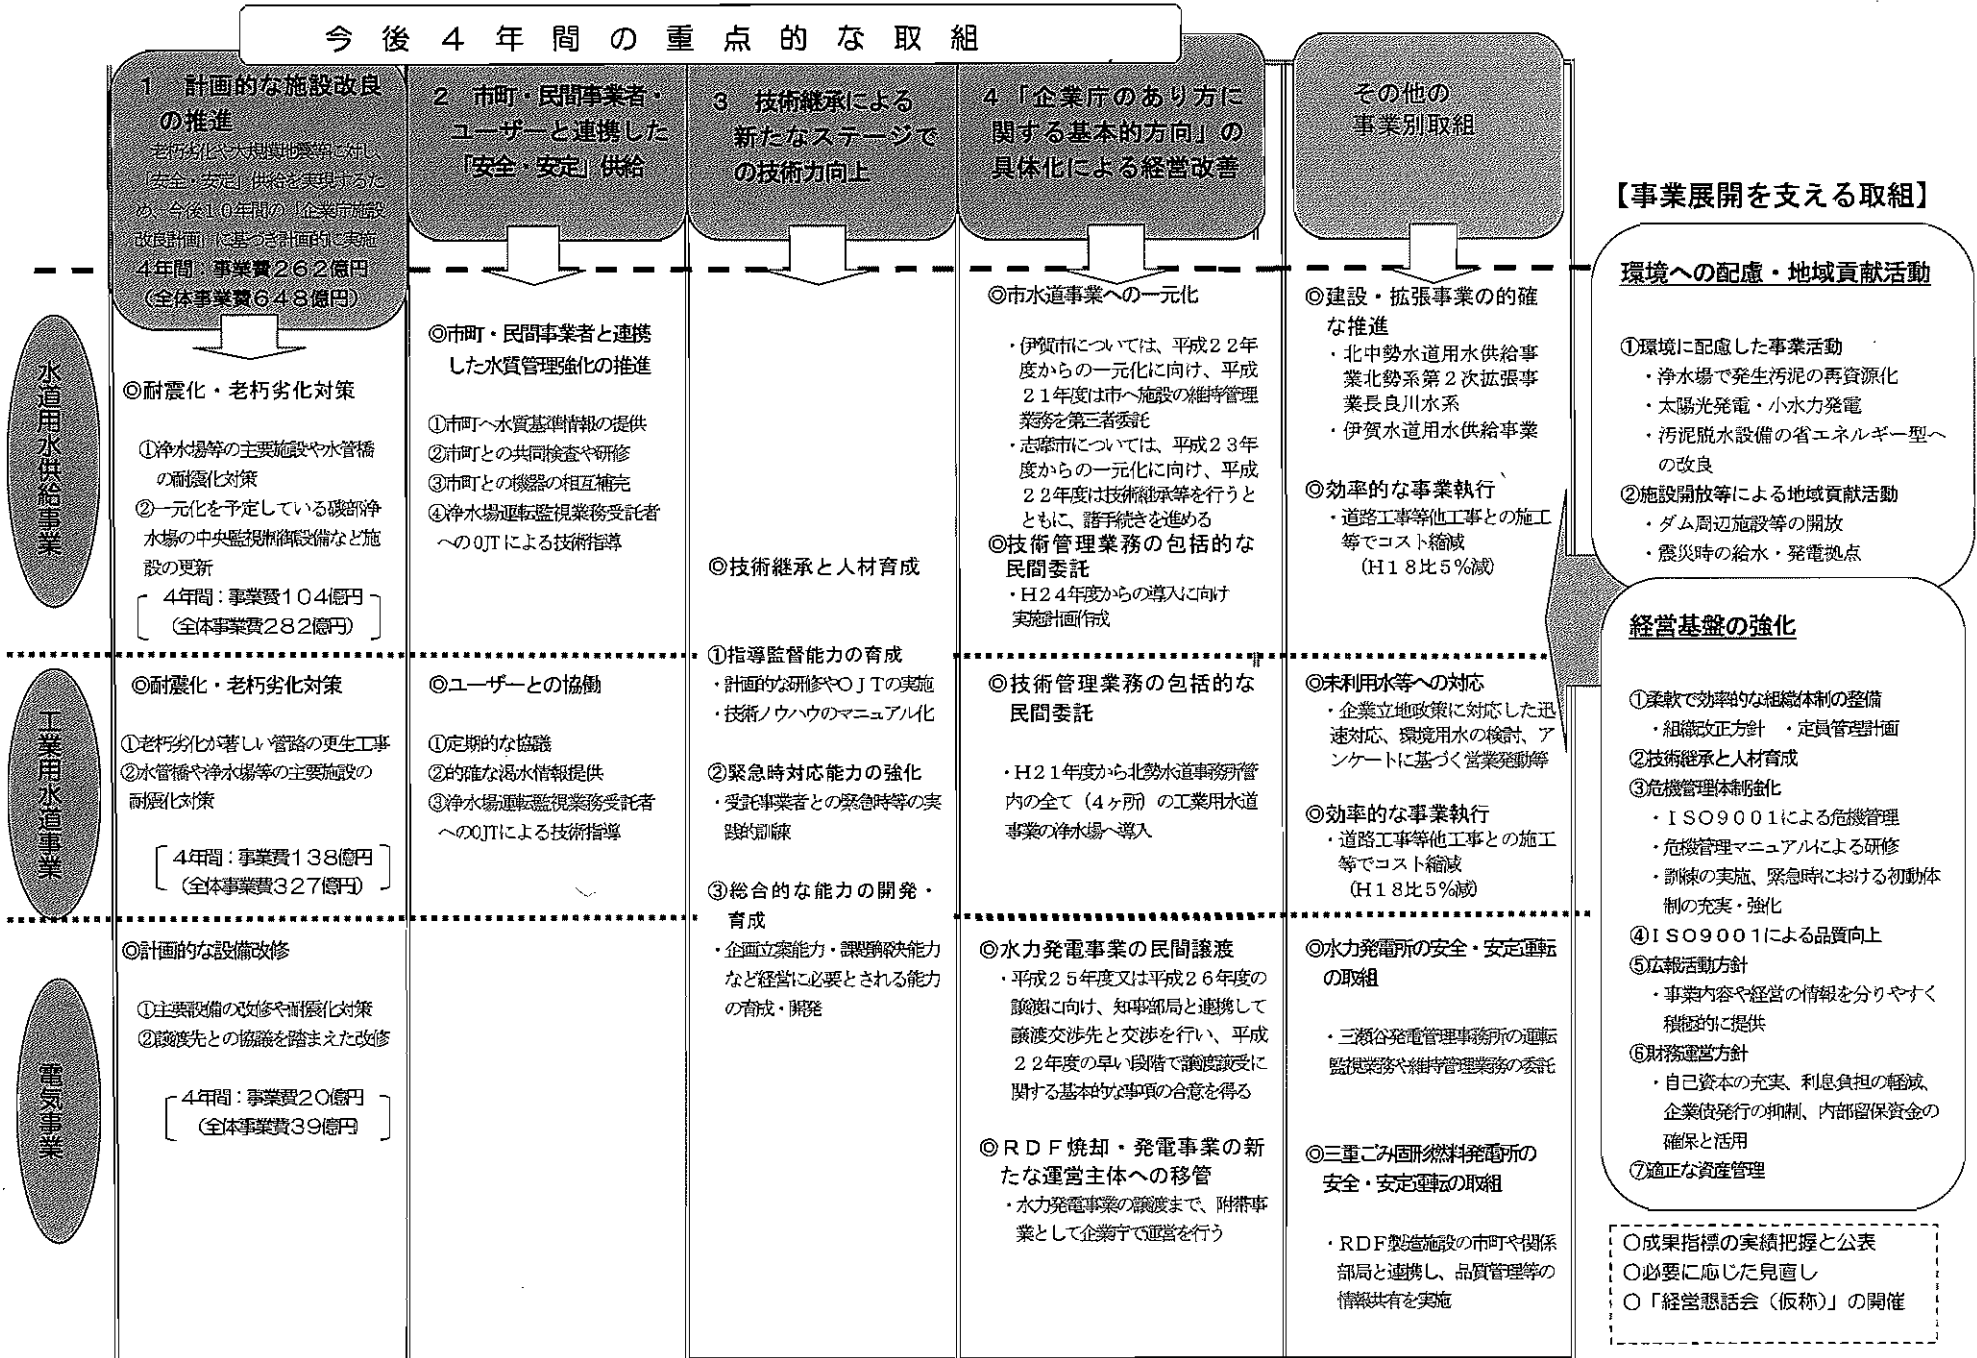 今後４年間の重点的な取組
１　計画的な施設改良
の推進
老朽劣化や大規模地震等に対し、
「安全・安定」供給を実現するた
め、今後１０年間の「企業庁施設
改良計画」に基づき計画的に実施
４年間：事業費２６２億円
（全体事業費６４８億円）
２　市町・民間事業者・
ユーザーと連携した
「安全・安定」供給
３　技術継承による
新たなステージで
の技術力向上
４「企業庁のあり方に
関する基本的方向」の
具体化による経営改善
その他の
事業別取組
水道用水供給事業
◎耐震化・老朽劣化対策
①浄水場等の主要施設や水管橋
の耐震化対策
②一元化を予定している磯部浄
水場の中央監視制御設備など施
設の更新
４年間：事業費１０４億円
（全体事業費２８２億円）
◎市町・民間事業者と連携
した水質管理強化の推進
①市町へ水質基準情報の提供
②市町との共同検査や研修
③市町との機器の相互補完
④浄水場運転監視業務受託者
へのOJTによる技術指導
◎技術継承と人材育成
①指導監督能力の育成
・計画的な研修やＯＪＴの実施
・技術ノウハウのマニュアル化
②緊急時対応能力の強化
・受託事業者との緊急時等の実
践的訓練
③総合的な能力の開発・
育成
・企画立案能力・課題解決能力
など経営に必要とされる能力
の育成・開発
◎市水道事業への一元化
・伊賀市については、平成２２年
度からの一元化に向け、平成
２１年度は市へ施設の維持管理
業務を第三者委託
・志摩市については、平成２３年
度からの一元化に向け、平成
２２年度は技術継承等を行うと
ともに、諸手続きを進める
◎技術管理業務の包括的な
民間委託
・Ｈ２４年度からの導入に向け
実施計画作成
◎建設・拡張事業の的確
な推進
・北中勢水道用水供給事
業北勢系第２次拡張事
業長良川水系
・伊賀水道用水供給事業
◎効率的な事業執行
・道路工事等他工事との施工
等でコスト縮減
（Ｈ１８比５％減）
工業用水道事業
◎耐震化・老朽劣化対策
①老朽劣化が著しい管路の更生工事
②水管橋や浄水場等の主要施設の
耐震化対策
４年間：事業費１３８億円
（全体事業費３２７億円）
◎ユーザーとの協働
①定期的な協議
②的確な渇水情報提供
③浄水場運転監視業務受託者
へのOJTによる技術指導
◎技術管理業務の包括的な
民間委託
・Ｈ２１年度から北勢水道事務所管
内の全て（４ヶ所）の工業用水道
事業の浄水場へ導入
◎未利用水等への対応
・企業立地政策に対応した迅
速対応、環境用水の検討、ア
ンケートに基づく営業発動等
◎効率的な事業執行
・道路工事等他工事との施工
等でコスト縮減
（Ｈ１８比５％減）
電気事業
◎計画的な設備改修
①主要設備の改修や耐震化対策
②譲渡先との協議を踏まえた改修
４年間：事業費２０億円
（全体事業費３９億円）
◎水力発電事業の民間譲渡
・平成２５年度又は平成２６年度の
譲渡に向け、知事部局と連携して
譲渡交渉先と交渉を行い、平成
２２年度の早い段階で譲渡譲受に
関する基本的な事項の合意を得る
◎ＲＤＦ焼却・発電事業の新
たな運営主体への移管
・水力発電事業の譲渡まで、附帯事
業として企業庁で運営を行う
◎水力発電所の安全・安定運転
の取組
・三瀬谷発電管理事務所の運転
監視業務や維持管理業務の委託
◎三重ごみ固形燃料発電所の
安全・安定運転の取組
・ＲＤＦ製造施設の市町や関係
部局と連携し、品質管理等の
情報共有を実施
【事業展開を支える取組】
環境への配慮・地域貢献活動
①環境に配慮した事業活動
・浄水場で発生汚泥の再資源化
・太陽光発電・小水力発電
・汚泥脱水設備の省エネルギー型へ
の改良
②施設開放等による地域貢献活動
・ダム周辺施設等の開放
・震災時の給水・発電拠点
経営基盤の強化
①柔軟で効率的な組織体制の整備
・組織改正方針　・定員管理計画
②技術継承と人材育成
③危機管理体制強化
・ＩＳＯ９００１による危機管理
・危機管理マニュアルによる研修
・訓練の実施、緊急時における初動体
制の充実・強化
④ＩＳＯ９００１による品質向上
⑤広報活動方針
・事業内容や経営の情報を分りやすく
積極的に提供
⑥財務運営方針
・自己資本の充実、利息負担の軽減、
企業債発行の抑制、内部留保資金の
確保と活用
⑦適正な資産管理
〇成果指標の実績把握と公表
〇必要に応じた見直し
〇「経営懇話会（仮称）」の開催